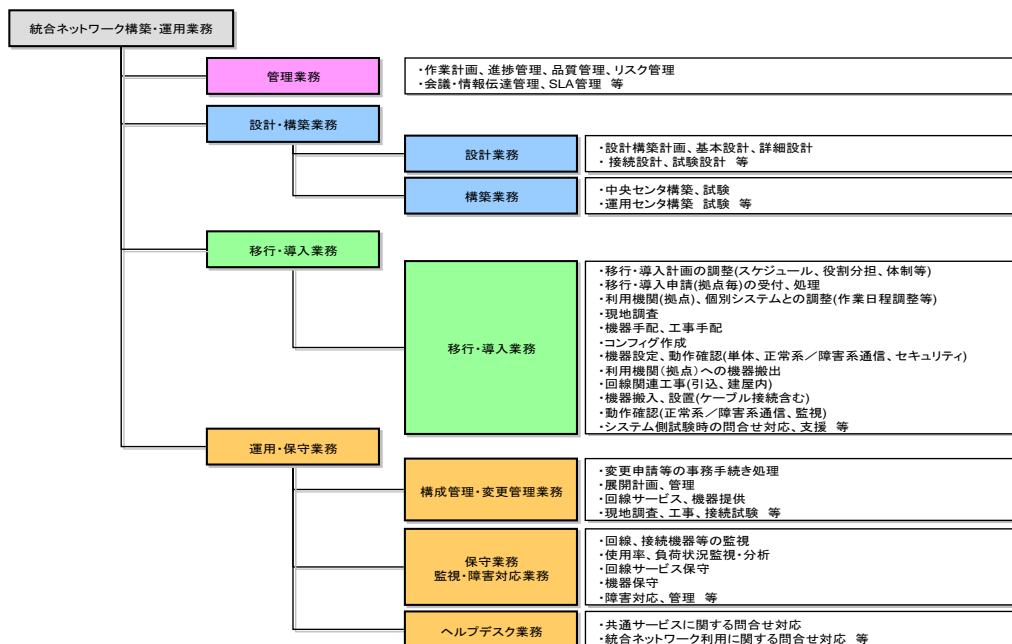 統合ネットワーク構築・運用業務
管理業務
・作業計画、進捗管理、品質管理、リスク管理
・会議・情報伝達管理、SLA管理 等
設計・構築業務
設計業務
・設計構築計画、基本設計、詳細設計
・接続設計、試験設計 等
構築業務
・中央センタ構築、試験
・運用センタ構築 試験 等
移行・導入業務
移行・導入業務
・移行・導入計画の調整(スケジュール、役割分担、体制等)
・移行・導入申請(拠点毎)の受付、処理
・利用機関(拠点)、個別システムとの調整(作業日程調整等)
・現地調査
・機器手配、工事手配
・コンフィグ作成
・機器設定、動作確認(単体、正常系/障害系通信、セキュリティ)
・利用機関(拠点)への機器搬出
・回線関連工事(引込、建屋内)
・機器搬入、設置(ケーブル接続含む)
・動作確認(正常系/障害系通信、監視)
・システム側試験時の問合せ対応、支援 等
運用・保守業務
構成管理・変更管理業務
・変更申請等の事務手続き処理
・展開計画、管理
・回線サービス、機器提供
・現地調査、工事、接続試験 等
保守業務
監視・障害対応業務
・回線、接続機器等の監視
・使用率、負荷状況監視・分析
・回線サービス保守
・機器保守
・障害対応、管理 等
ヘルプデスク業務
・共通サービスに関する問合せ対応
・統合ネットワーク利用に関する問合せ対応 等